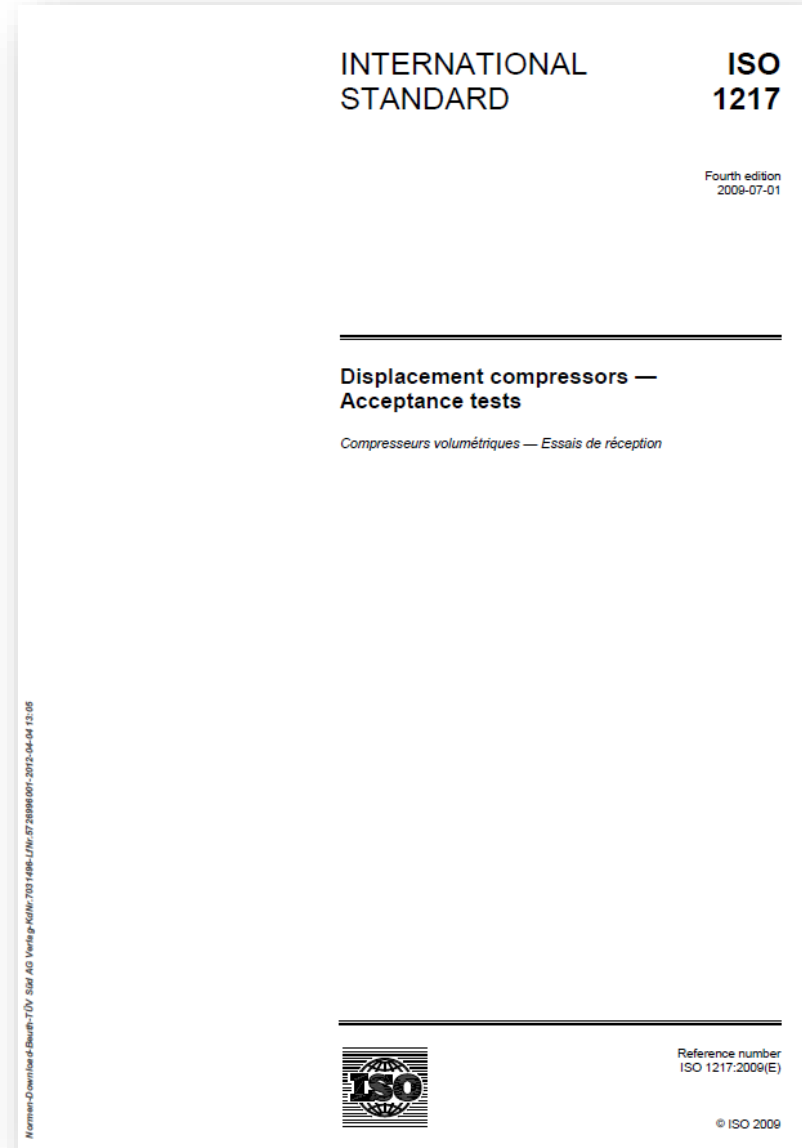 INTERNATIONAL
STANDARD
ISO
1217
Fourth edition
2009-07-01
Displacement compressors —
Acceptance tests
Compresseurs volumétriques — Essais de réception
Normen-Download-Beuth-TÜV Süd AG Verlag-KdNr.7031496-LfNr.5726996001-2012-04-04 13:05
ISO
Reference number
ISO 1217:2009(E)
© ISO 2009